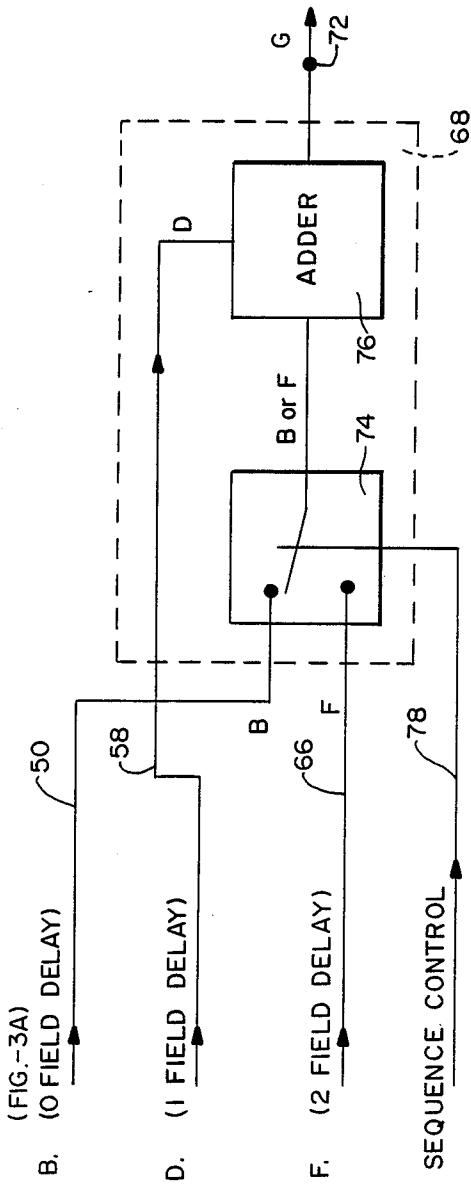 (FIG.-3A)
B. (0 FIELD DELAY)
50
D. (1 FIELD DELAY)
58
F. (2 FIELD DELAY)
66
SEQUENCE CONTROL
78
B
F
74
B or F
D
ADDER
76
G
72
68